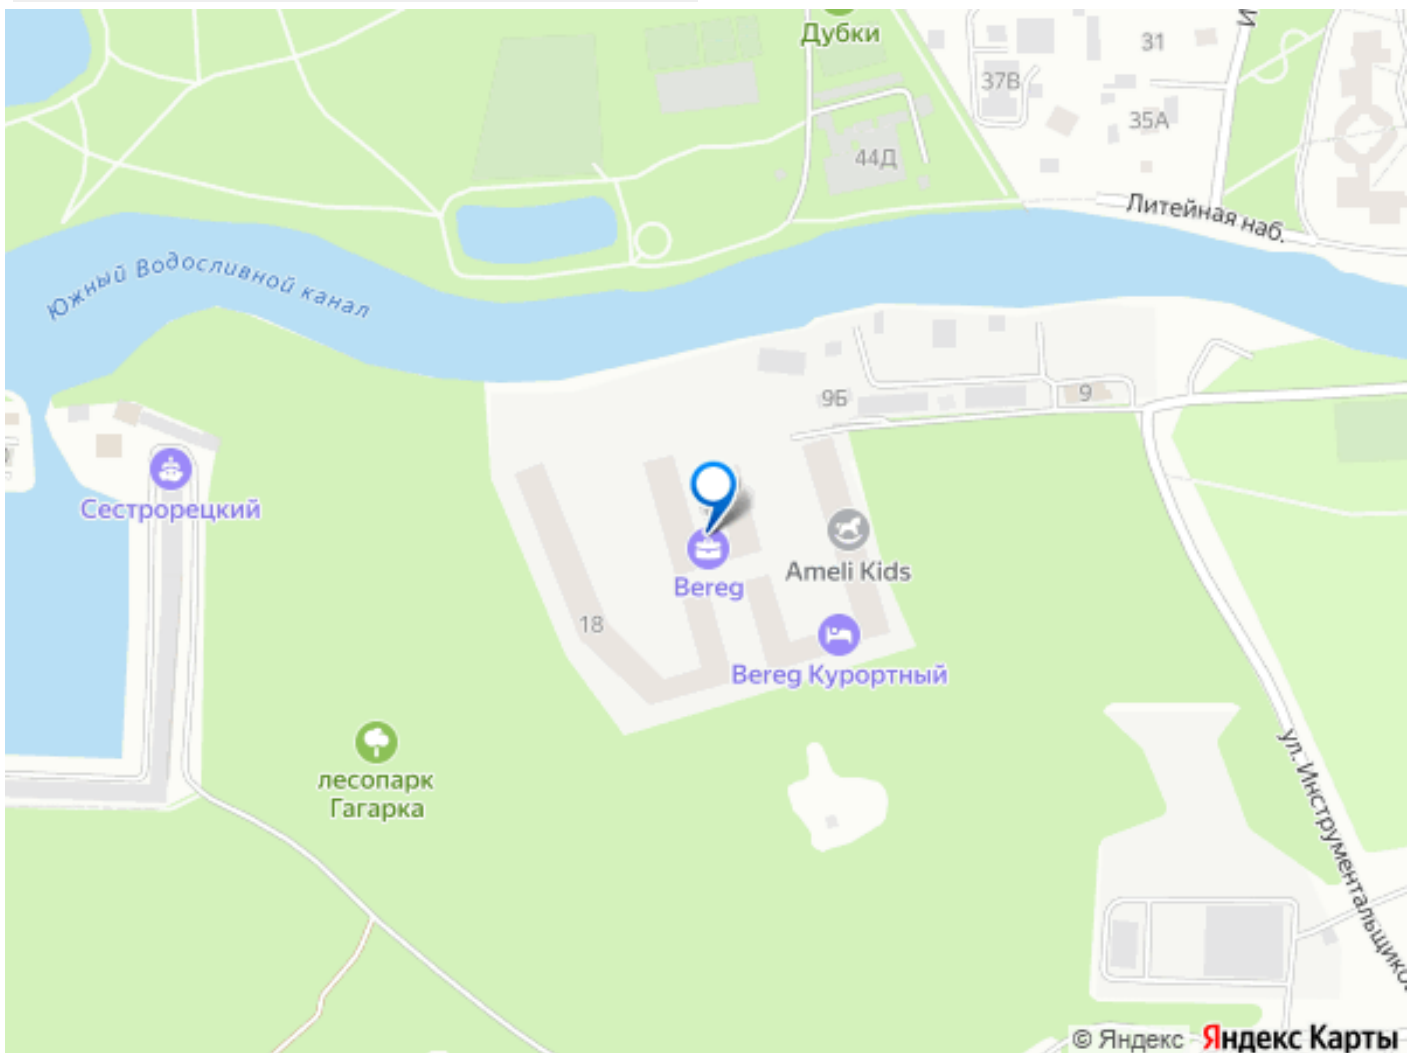 Дубки
31
37В
35А
44Д
Литейная наб.
Южный Водосливной канал
9Б
9
Сестрорецкий
Bereg
Ameli Kids
18
Bereg Курортный
лесопарк
Гагарка
ул. Инструментальщиков
© Яндекс Яндекс Карты